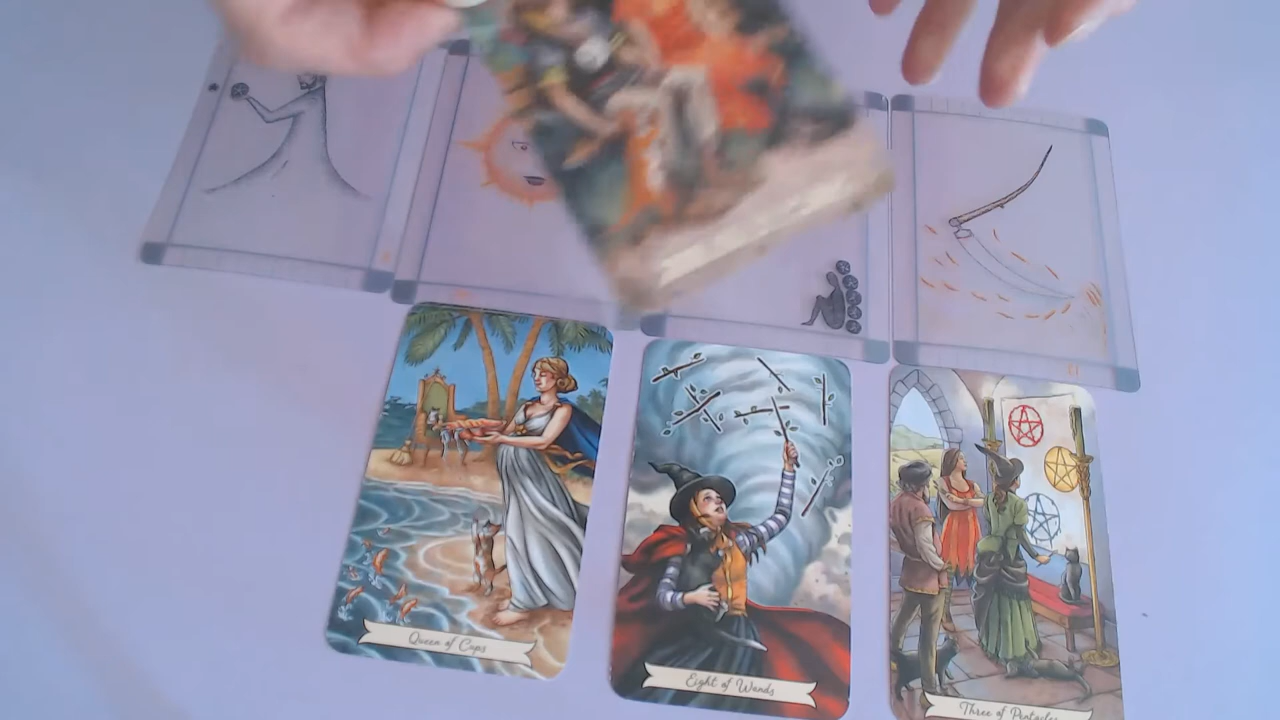 Queen of Cups
Eight of Wands
Three of Pentacles